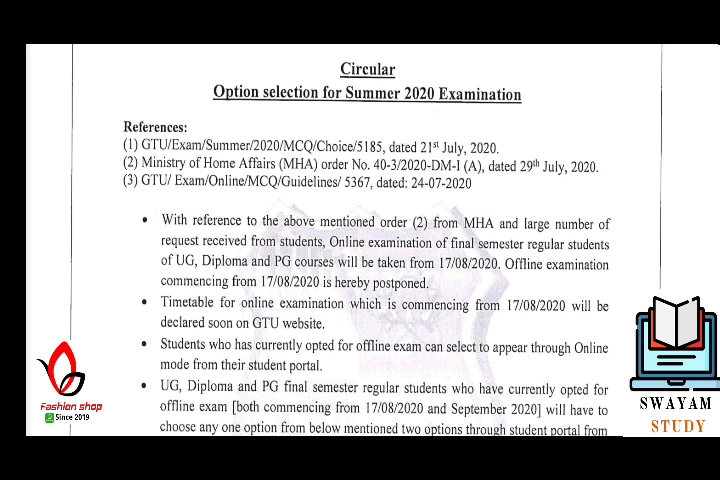 Circular
Option selection for Summer 2020 Examination
References:
(1) GTU/Exam/Summer/2020/MCQ/Choice/5185, dated 21st July, 2020.
(2) Ministry of Home Affairs (MHA) order No. 40-3/2020-DM-I (A), dated 29th July, 2020.
(3) GTU/ Exam/Online/MCQ/Guidelines/ 5367, dated: 24-07-2020
• With reference to the above mentioned order (2) from MHA and large number of
request received from students, Online examination of final semester regular students
of UG, Diploma and PG courses will be taken from 17/08/2020. Offline examination
commencing from 17/08/2020 is hereby postponed.
• Timetable for online examination which is commencing from 17/08/2020 will be
declared soon on GTU website.
• Students who has currently opted for offline exam can select to appear through Online
mode from their student portal.
• UG, Diploma and PG final semester regular students who have currently opted for
offline exam [both commencing from 17/08/2020 and September 2020] will have to
choose any one option from below mentioned two options through student portal from
Fashion shop
Since 2019
SWAYAM
STUDY